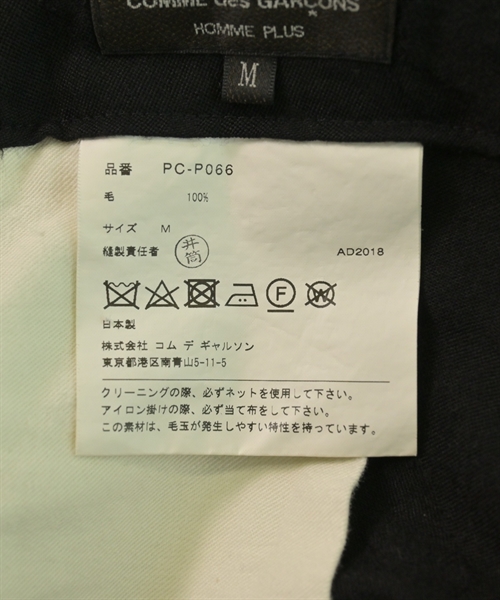 COMME des GARÇONS
HOMME PLUS
M
品番 PC-P066
毛 100%
サイズ M
縫製責任者 井筒 AD2018
F W
日本製
株式会社 コム デ ギャルソン
東京都港区南青山5-11-5
クリーニングの際、必ずネットを使用して下さい。
アイロン掛けの際、必ず当て布をして下さい。
この素材は、毛玉が発生しやすい特性を持っています。